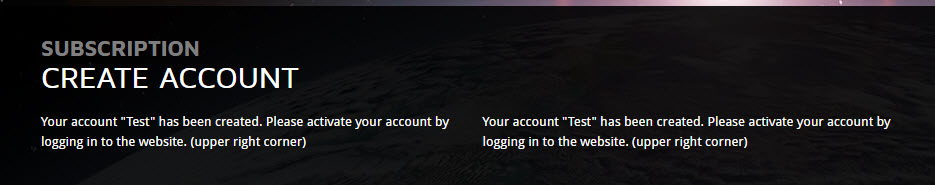 SUBSCRIPTION
CREATE ACCOUNT
Your account "Test" has been created. Please activate your account by
logging in to the website. (upper right corner)
Your account "Test" has been created. Please activate your account by
logging in to the website. (upper right corner)